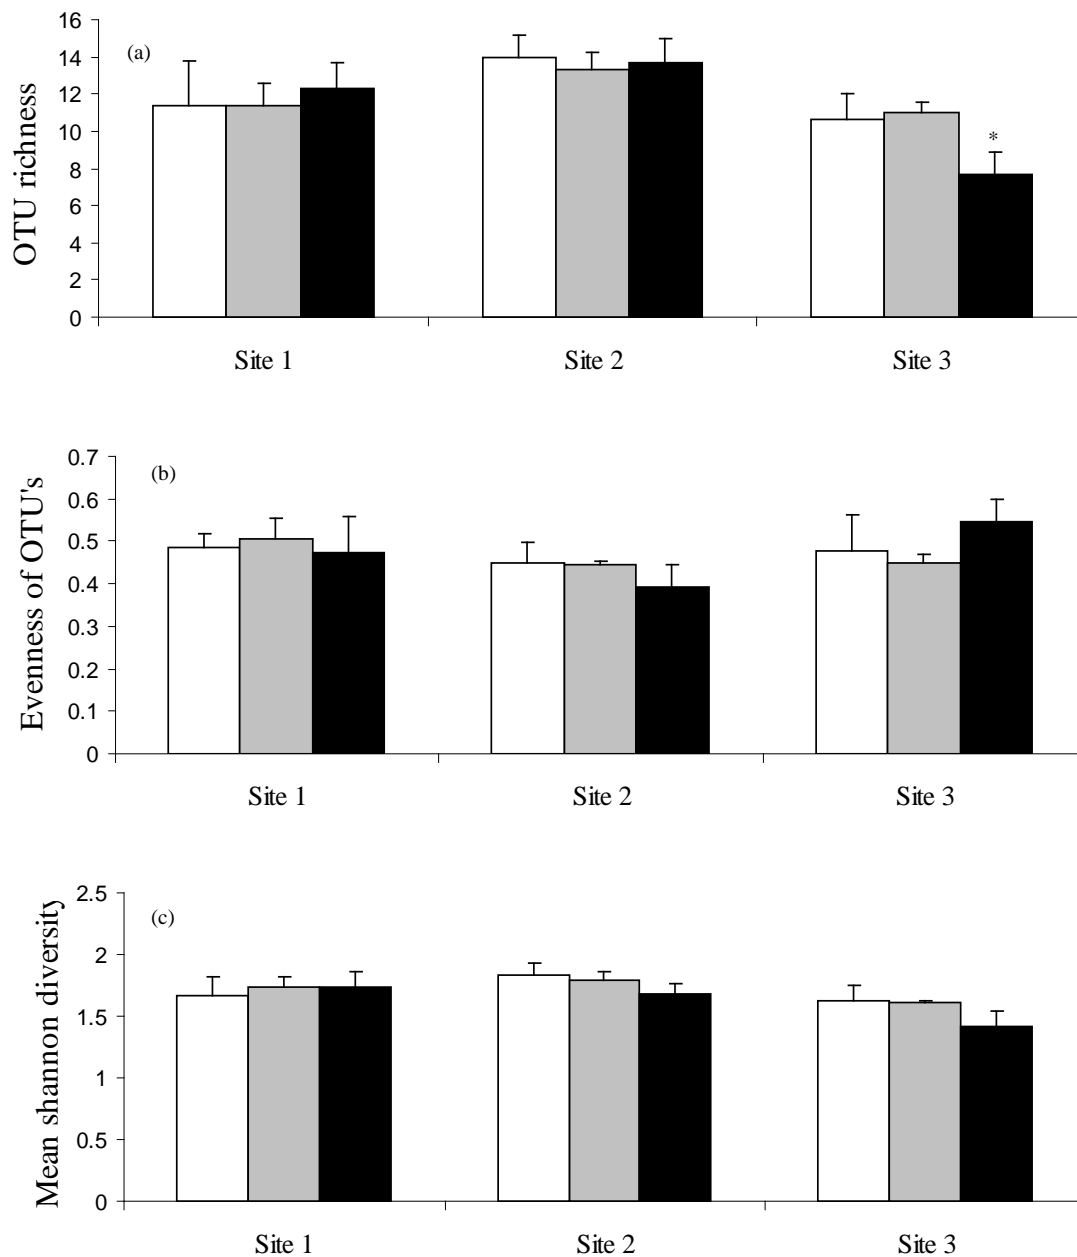 (a)
OTU richness
16
14
12
10
8
6
4
2
0
*
Site 1 Site 2 Site 3
(b)
Evenness of OTU's
0.7
0.6
0.5
0.4
0.3
0.2
0.1
0
Site 1 Site 2 Site 3
(c)
Mean shannon diversity
2.5
2
1.5
1
0.5
0
Site 1 Site 2 Site 3